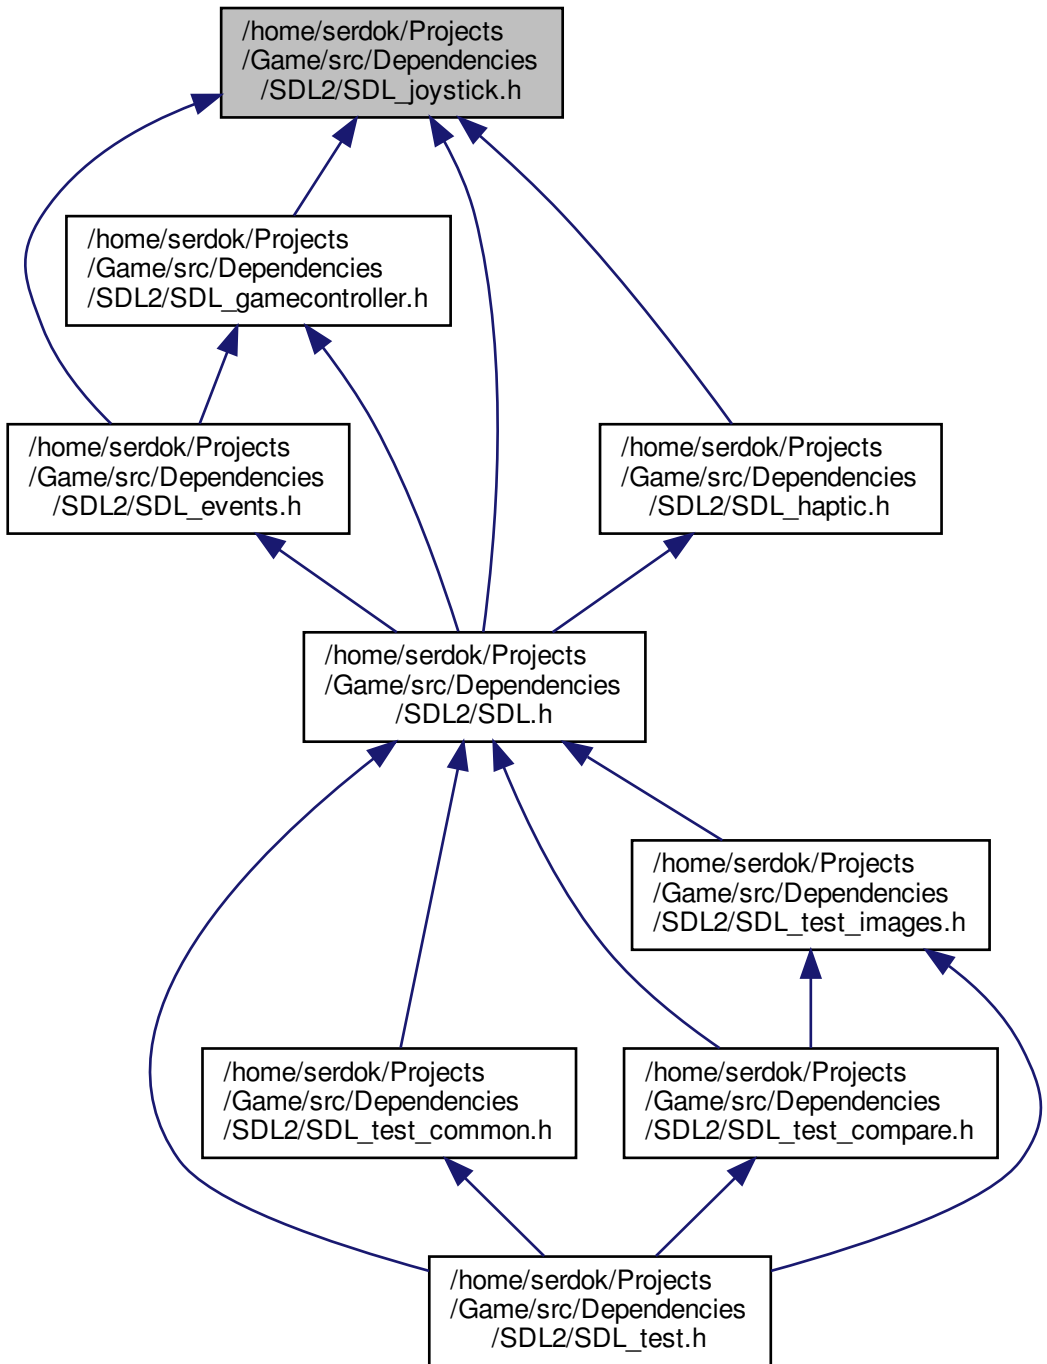 /home/serdok/Projects
/Game/src/Dependencies
/SDL2/SDL_joystick.h
/home/serdok/Projects
/Game/src/Dependencies
/SDL2/SDL_gamecontroller.h
/home/serdok/Projects
/Game/src/Dependencies
/SDL2/SDL_events.h
/home/serdok/Projects
/Game/src/Dependencies
/SDL2/SDL_haptic.h
/home/serdok/Projects
/Game/src/Dependencies
/SDL2/SDL.h
/home/serdok/Projects
/Game/src/Dependencies
/SDL2/SDL_test_images.h
/home/serdok/Projects
/Game/src/Dependencies
/SDL2/SDL_test_common.h
/home/serdok/Projects
/Game/src/Dependencies
/SDL2/SDL_test_compare.h
/home/serdok/Projects
/Game/src/Dependencies
/SDL2/SDL_test.h